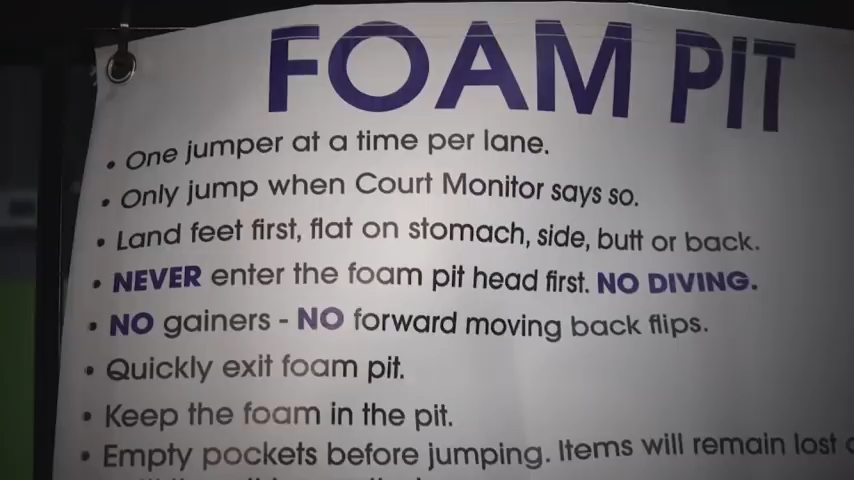 FOAM PIT
• One jumper at a time per lane.
• Only jump when Court Monitor says so.
• Land feet first, flat on stomach, side, butt or back.
• NEVER enter the foam pit head first. NO DIVING.
• NO gainers - NO forward moving back flips.
• Quickly exit foam pit.
• Keep the foam in the pit.
• Empty pockets before jumping. Items will remain lost